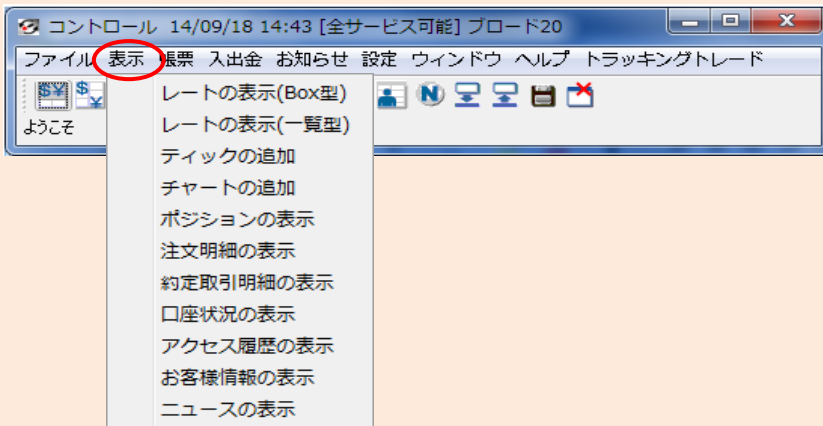 コントロール 14/09/18 14:43 [全サービス可能] ブロード20
ファイル 表示 帳票 入出金 お知らせ 設定 ウィンドウ ヘルプ トラッキングトレード
ようこそ
レートの表示(Box型)
レートの表示(一覧型)
ティックの追加
チャートの追加
ポジションの表示
注文明細の表示
約定取引明細の表示
口座状況の表示
アクセス履歴の表示
お客様情報の表示
ニュースの表示